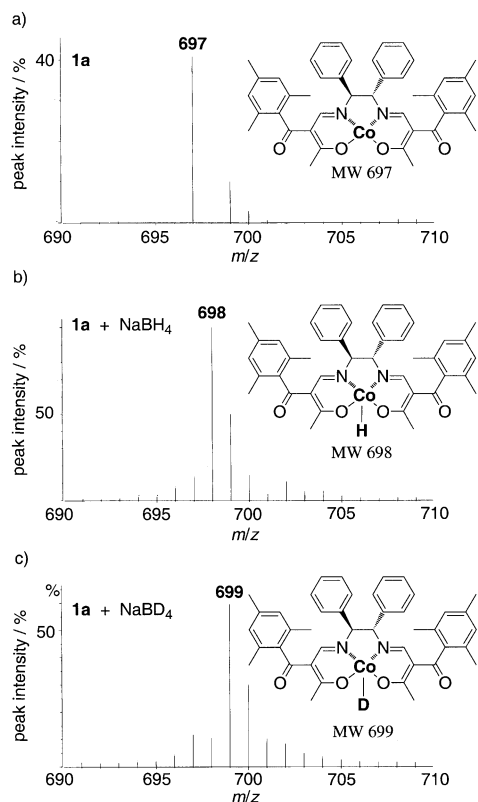 a)
697
40
1a
peak intensity / %
N N
Co
O O O O
MW 697
690 695 700 705 710
m/z
b)
698
1a + NaBH4
50
peak intensity / %
N N
Co
O O O O
H
MW 698
690 695 700 705 710
m/z
c)
%
699
1a + NaBD4
50
peak intensity / %
N N
Co
O O O O
D
MW 699
690 695 700 705 710
m/z